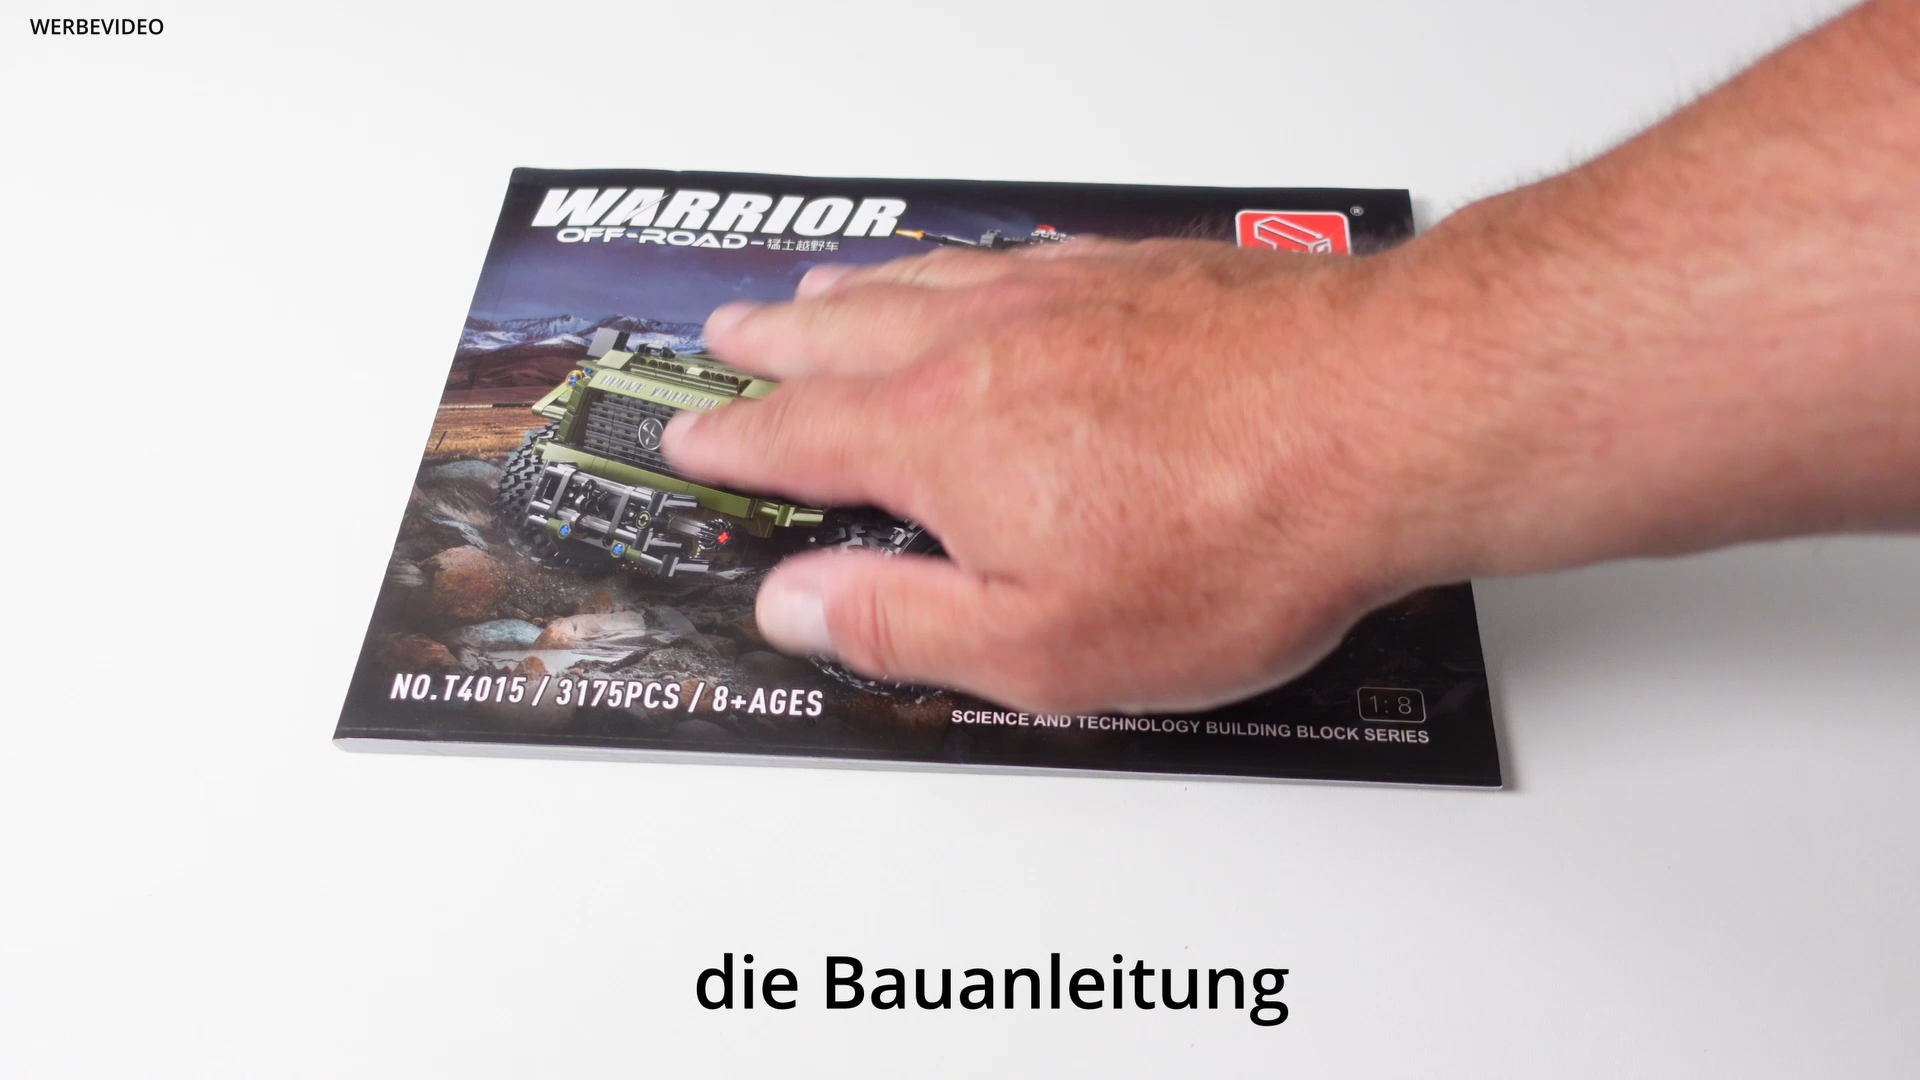 WERBEVIDEO
WARRIOR
OFF-ROAD-猛士越野车
®
NO.T4015 / 3175PCS / 8+AGES
1:8
SCIENCE AND TECHNOLOGY BUILDING BLOCK SERIES
die Bauanleitung